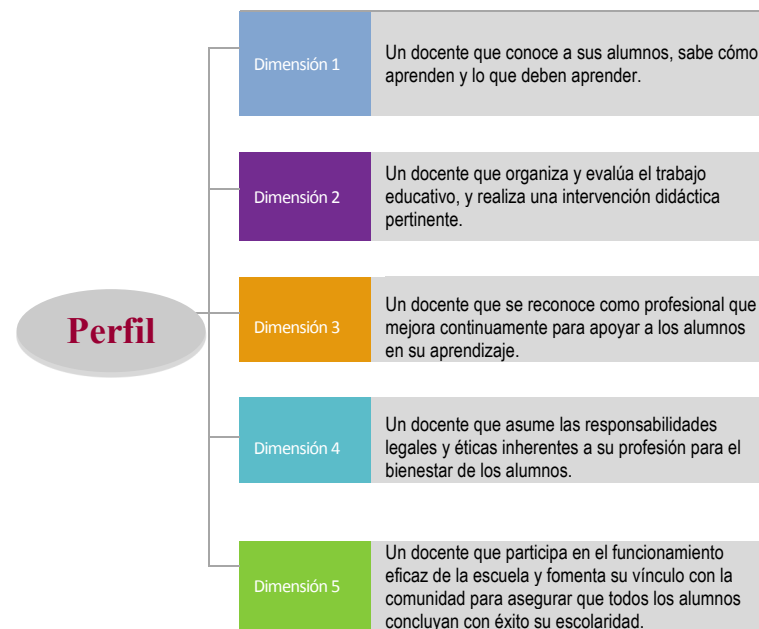 Perfil
Dimensión 1
Un docente que conoce a sus alumnos, sabe cómo
aprenden y lo que deben aprender.
Dimensión 2
Un docente que organiza y evalúa el trabajo
educativo, y realiza una intervención didáctica
pertinente.
Dimensión 3
Un docente que se reconoce como profesional que
mejora continuamente para apoyar a los alumnos
en su aprendizaje.
Dimensión 4
Un docente que asume las responsabilidades
legales y éticas inherentes a su profesión para el
bienestar de los alumnos.
Dimensión 5
Un docente que participa en el funcionamiento
eficaz de la escuela y fomenta su vínculo con la
comunidad para asegurar que todos los alumnos
concluyan con éxito su escolaridad.